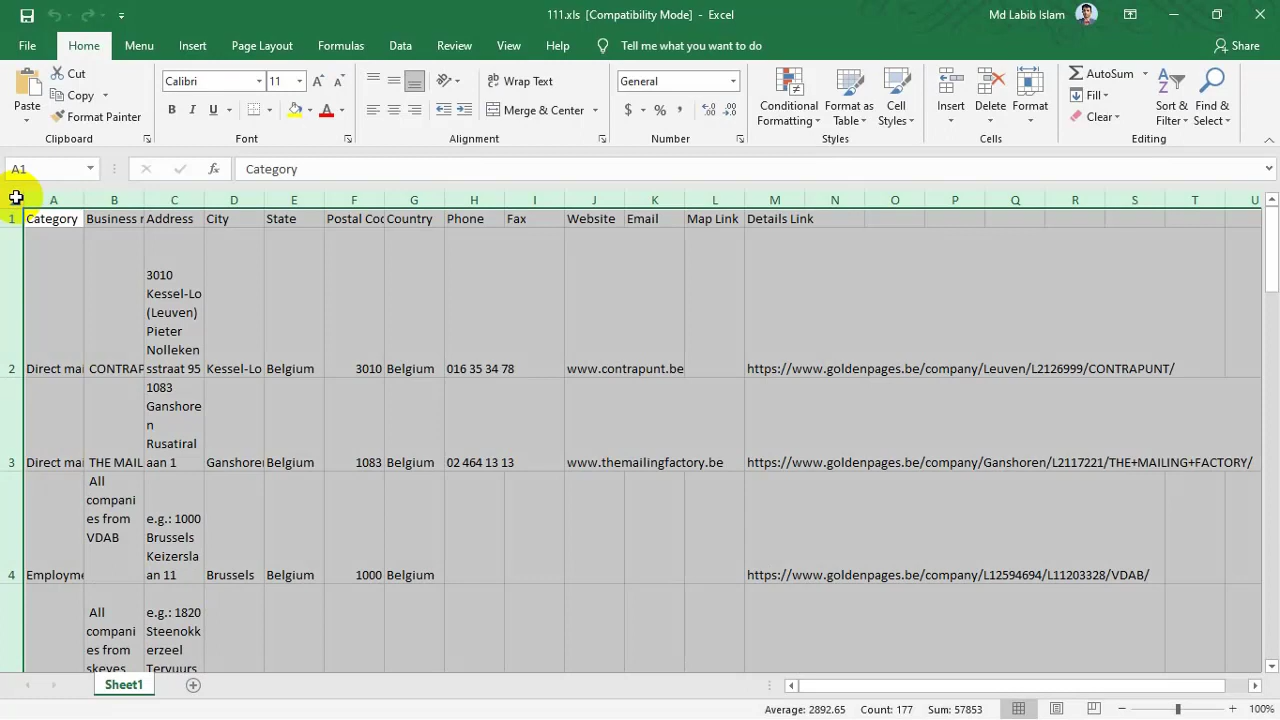 111.xls [Compatibility Mode] - Excel
Md Labib Islam
File Home Menu Insert Page Layout Formulas Data Review View Help Tell me what you want to do Share
Paste
Cut
Copy
Format Painter
Clipboard
Calibri 11
B I U A
Font
Wrap Text
Merge & Center
Alignment
General
$ % ,
Number
Conditional Formatting
Format as Table
Cell Styles
Styles
Insert Delete Format
Cells
AutoSum
Fill
Clear
Sort & Filter
Find & Select
Editing
A1 fx Category
A B C D E F G H I J K L M N O P Q R S T U
1 Category Business Address City State Postal Country Phone Fax Website Email Map Link Details Link
3010
Kessel-Lo
(Leuven)
Pieter
Nolleken
2 Direct mai CONTRAP sstraat 95 Kessel-Lo Belgium 3010 Belgium 016 35 34 78 www.contrapunt.be https://www.goldenpages.be/company/Leuven/L2126999/CONTRAPUNT/
1083
Ganshore
n
Rusatiral
3 Direct mai THE MAIL aan 1 Ganshoren Belgium 1083 Belgium 02 464 13 13 www.themailingfactory.be https://www.goldenpages.be/company/Ganshoren/L2117221/THE+MAILING+FACTORY/
All
compani
es from
VDAB
e.g.: 1000
Brussels
Keizersla
4 Employme an 11 Brussels Belgium 1000 Belgium https://www.goldenpages.be/company/L12594694/L11203328/VDAB/
All
compani
es from
skeyes
e.g.: 1820
Steenokk
erzeel
Tervuurs
Sheet1
Average: 2892.65 Count: 177 Sum: 57853 100%